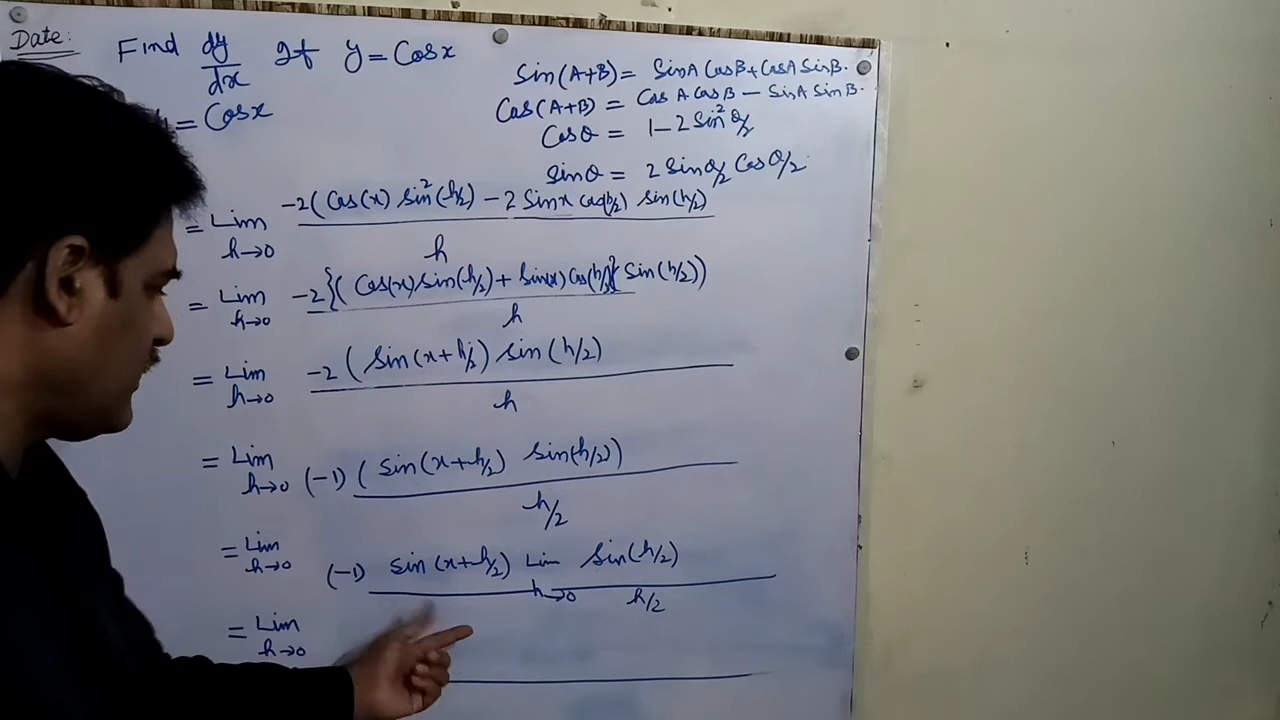 Date:
Find dy/dx If y = Cosx
= Cosx
Sin(A+B) = SinA CosB + CosA SinB.
Cos(A+B) = Cos A Cos B − SinA Sin B.
Cosθ = 1−2 Sin² θ/2
Sinθ = 2 Sin θ/2 Cos θ/2.
= Lim h→0 -2 ( Cos(x) Sin²(h/2) − 2 Sinx cos(h/2) sin(h/2) / h
= Lim h→0 -2 {( Cos(x) Sin(h/2) + Sin(x) Cos(h/2)} Sin(h/2)) / h
= Lim h→0 -2 ( Sin(x+h/2) Sin(h/2) / h
= Lim h→0 (-1) ( Sin(x+h/2) Sin(h/2)) / h/2
= Lim h→0 (-1) Sin(x+h/2) Lim h→0 Sin(h/2) / h/2
= Lim h→0